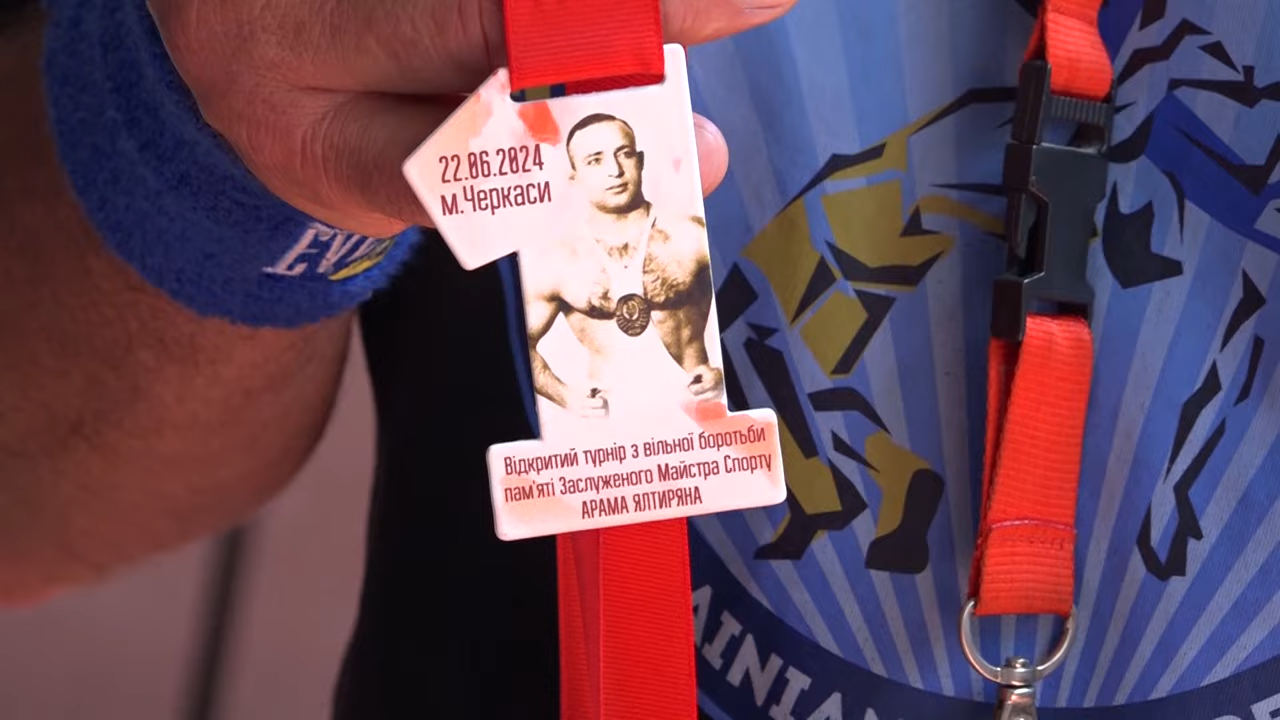 22.06.2024
м.Черкаси
Відкритий турнір з вільної боротьби
пам'яті Заслуженого Майстра Спорту
АРАМА ЯЛТИРЯНА